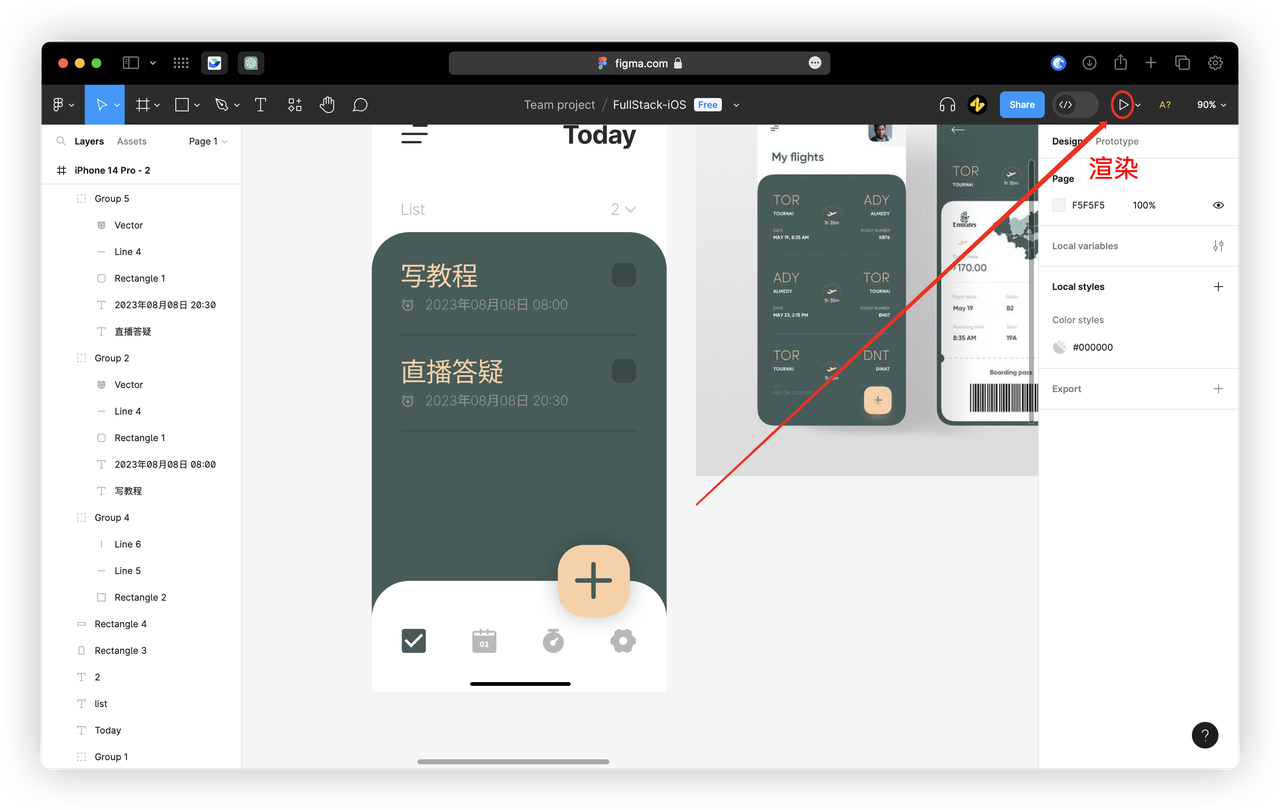 figma.com
Team project / FullStack-iOS Free
Share
A?
90%
Layers Assets Page 1
iPhone 14 Pro - 2
Group 5
Vector
Line 4
Rectangle 1
2023年08月08日 20:30
直播答疑
Group 2
Vector
Line 4
Rectangle 1
2023年08月08日 08:00
写教程
Group 4
Line 6
Line 5
Rectangle 2
Rectangle 4
Rectangle 3
2
list
Today
Group 1
Today
List 2
写教程
2023年08月08日 08:00
直播答疑
2023年08月08日 20:30
01
My flights
TOR ADY
TOURNAI ALMEDY
1h 35m
DATE FLIGHT NUMBER
MAY 19, 8:35 AM KB76
ADY TOR
ALMEDY TOURNAI
1h 35m
DATE FLIGHT NUMBER
MAY 23, 2:15 PM BH07
TOR DNT
TOURNAI DINAT
TOR
TOURNAI
1h 35m
Emirates
Price
170.00
Flight date
May 19 B2
Boarding time Seat
8:35 AM 19A
Boarding pass
Design Prototype
渲染
Page
F5F5F5 100%
Local variables
Local styles
Color styles
#000000
Export
?